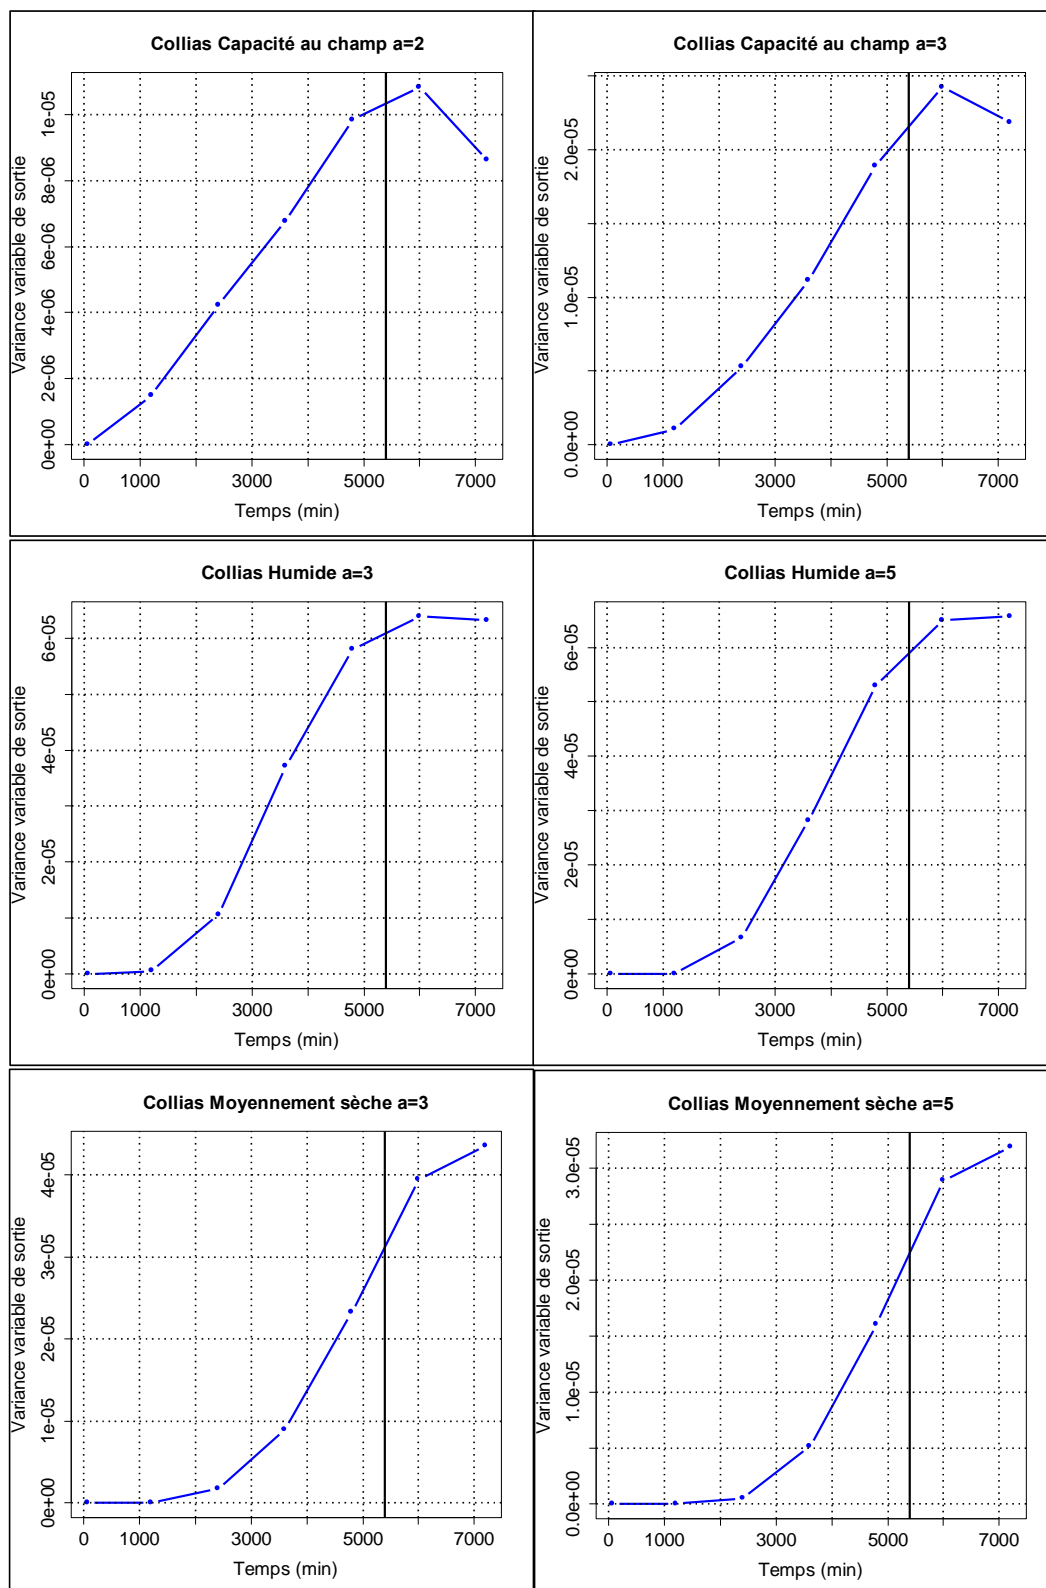 Collias Capacité au champ a=2
Variance variable de sortie
1e-05
8e-06
6e-06
4e-06
2e-06
0e+00
0 1000 3000 5000 7000
Temps (min)
Collias Capacité au champ a=3
Variance variable de sortie
2.0e-05
1.0e-05
0.0e+00
0 1000 3000 5000 7000
Temps (min)
Collias Humide a=3
Variance variable de sortie
6e-05
4e-05
2e-05
0e+00
0 1000 3000 5000 7000
Temps (min)
Collias Humide a=5
Variance variable de sortie
6e-05
4e-05
2e-05
0e+00
0 1000 3000 5000 7000
Temps (min)
Collias Moyennement sèche a=3
Variance variable de sortie
4e-05
3e-05
2e-05
1e-05
0e+00
0 1000 3000 5000 7000
Temps (min)
Collias Moyennement sèche a=5
Variance variable de sortie
3.0e-05
2.0e-05
1.0e-05
0.0e+00
0 1000 3000 5000 7000
Temps (min)